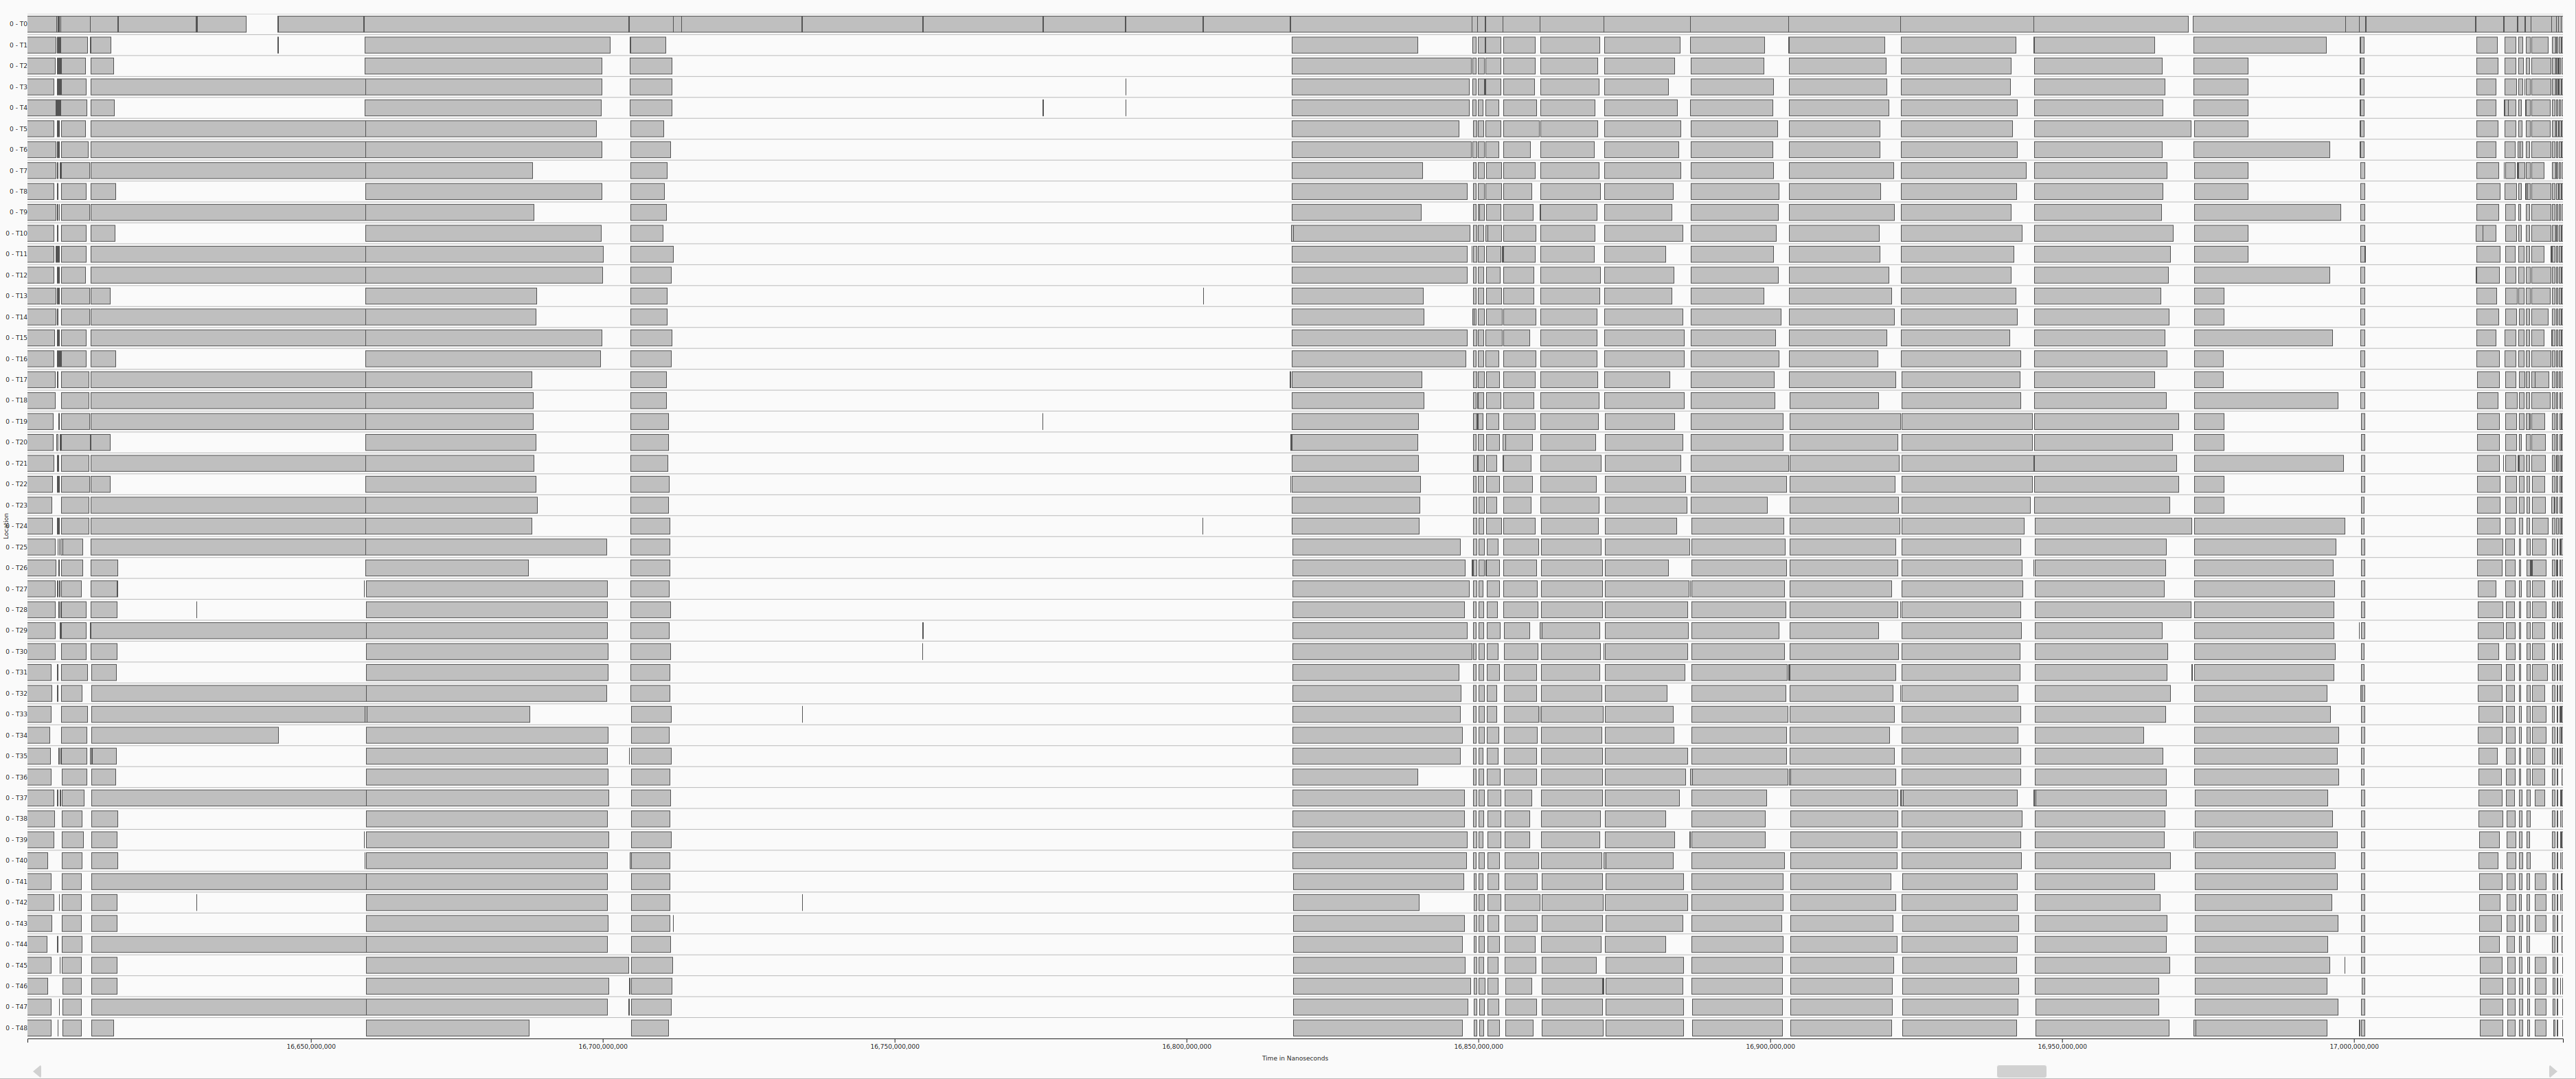 0 - T0
0 - T1
0 - T2
0 - T3
0 - T4
0 - T5
0 - T6
0 - T7
0 - T8
0 - T9
0 - T10
0 - T11
0 - T12
0 - T13
0 - T14
0 - T15
0 - T16
0 - T17
0 - T18
0 - T19
0 - T20
0 - T21
0 - T22
0 - T23
Location
0 - T24
0 - T25
0 - T26
0 - T27
0 - T28
0 - T29
0 - T30
0 - T31
0 - T32
0 - T33
0 - T34
0 - T35
0 - T36
0 - T37
0 - T38
0 - T39
0 - T40
0 - T41
0 - T42
0 - T43
0 - T44
0 - T45
0 - T46
0 - T47
0 - T48
16,650,000,000 16,700,000,000 16,750,000,000 16,800,000,000 16,850,000,000 16,900,000,000 16,950,000,000 17,000,000,000
Time in Nanoseconds